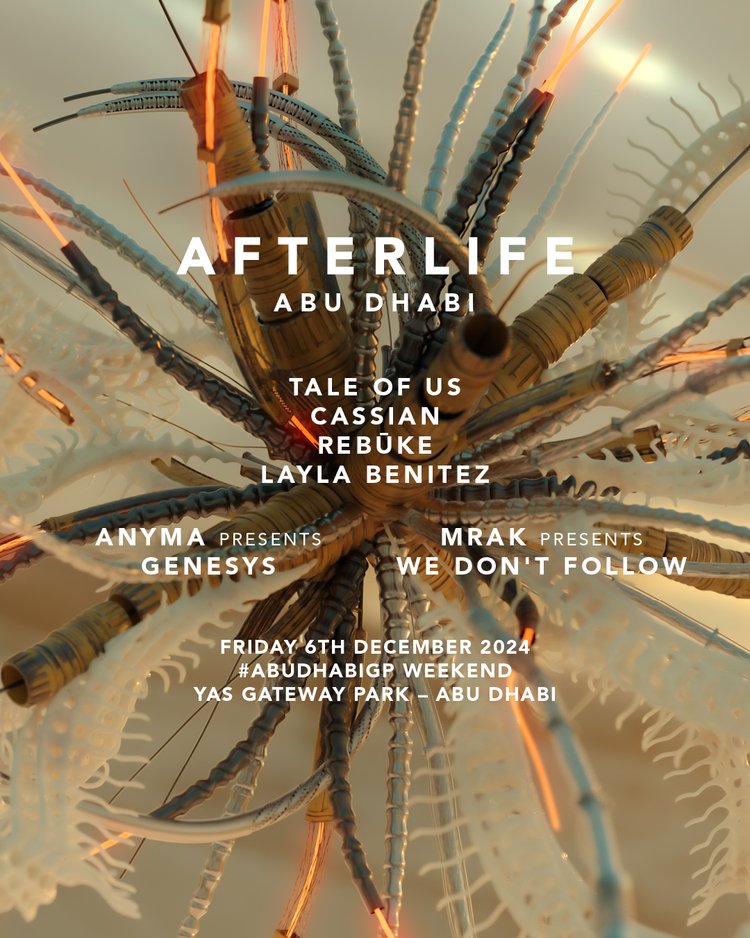 AFTERLIFE
ABU DHABI
TALE OF US
CASSIAN
REBŪKE
LAYLA BENITEZ
ANYMA PRESENTS
GENESYS
MRAK PRESENTS
WE DON'T FOLLOW
FRIDAY 6TH DECEMBER 2024
#ABUDHABIGP WEEKEND
YAS GATEWAY PARK – ABU DHABI